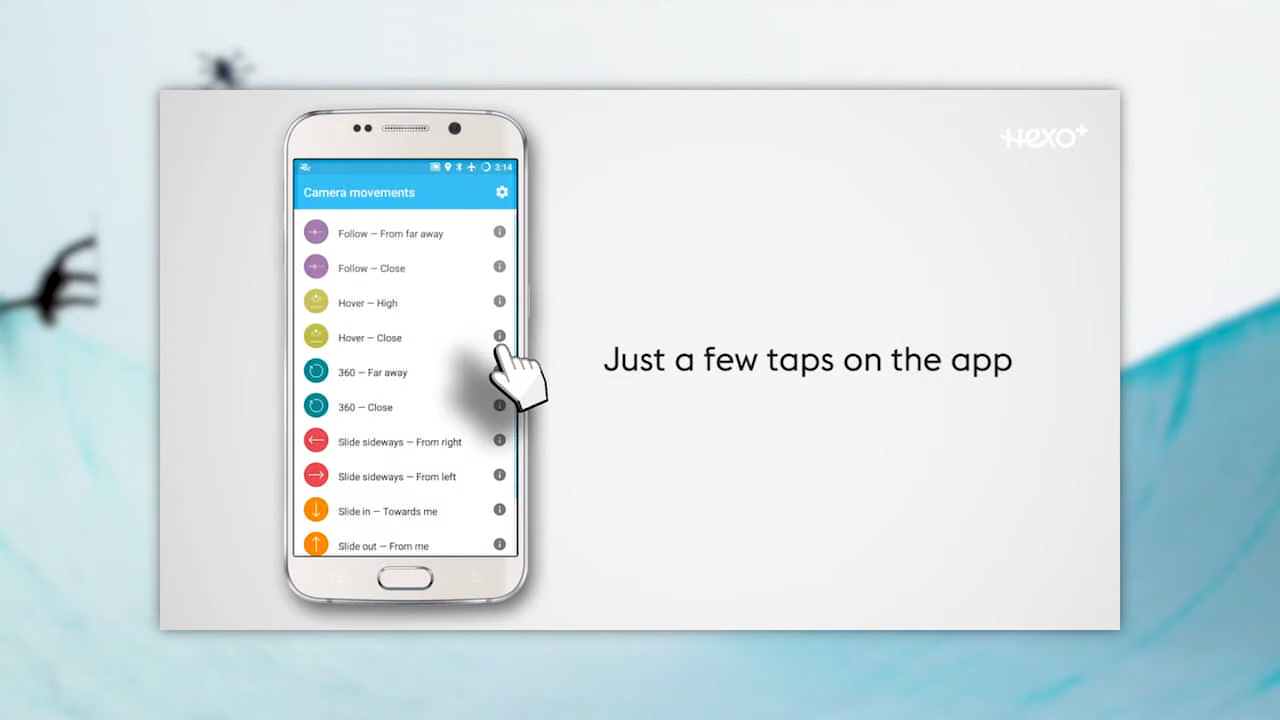 HEXO+
3:14
Camera movements
Follow — From far away
Follow — Close
Hover — High
Hover — Close
360 — Far away
360 — Close
Slide sideways — From right
Slide sideways — From left
Slide in — Towards me
Slide out — From me
Just a few taps on the app